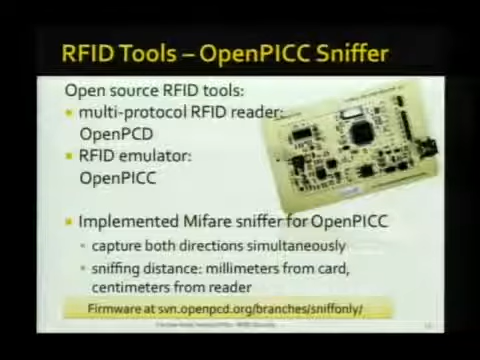 RFID Tools – OpenPICC Sniffer
Open source RFID tools:
multi-protocol RFID reader:
OpenPCD
RFID emulator:
OpenPICC
Implemented Mifare sniffer for OpenPICC
capture both directions simultaneously
sniffing distance: millimeters from card,
centimeters from reader
Firmware at svn.openpcd.org/branches/sniffonly/